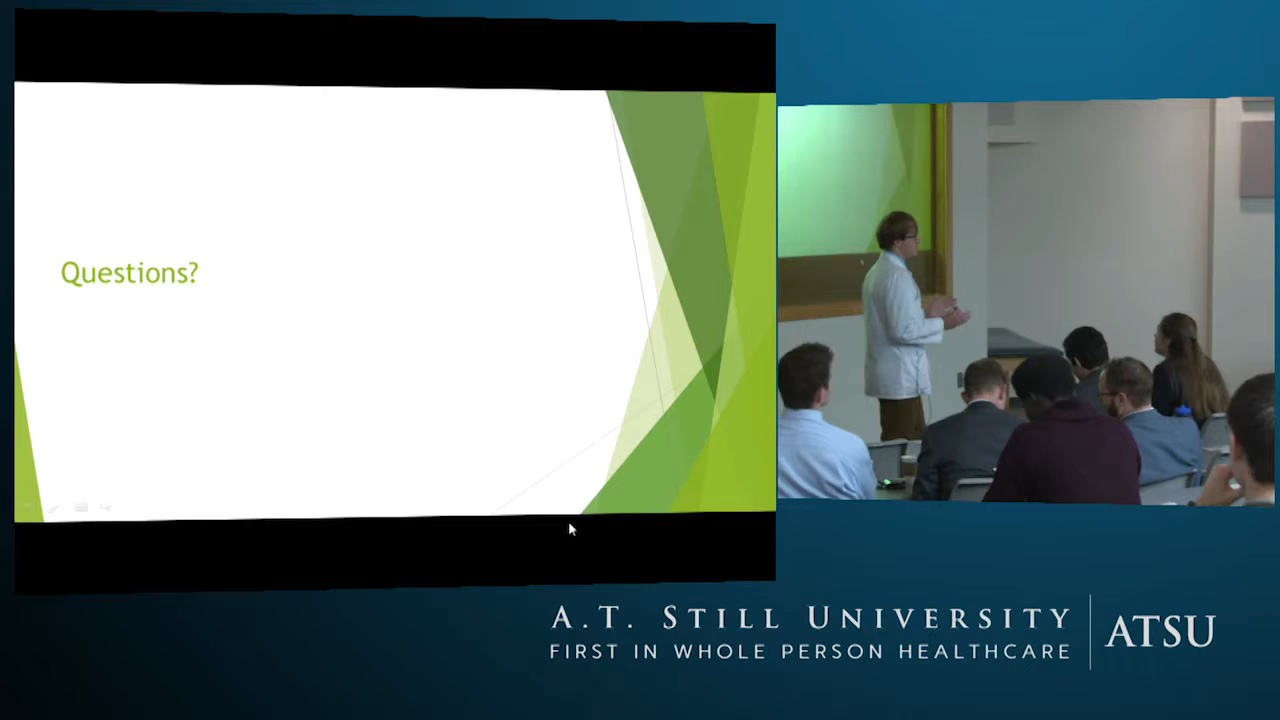 Questions?
A.T. STILL UNIVERSITY
FIRST IN WHOLE PERSON HEALTHCARE
ATSU